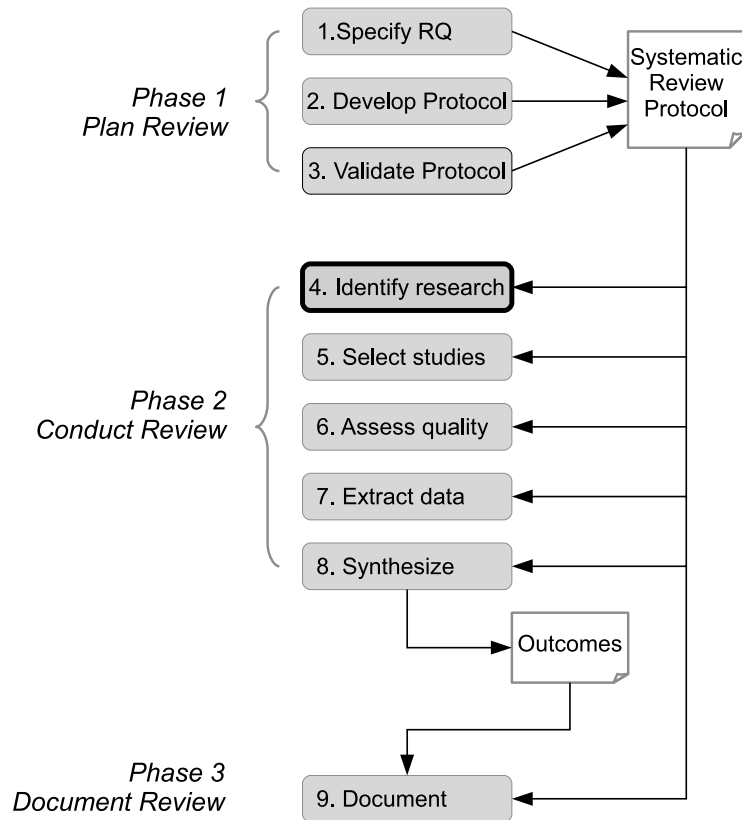 1.Specify RQ
Systematic
Review
Protocol
Phase 1
Plan Review
2. Develop Protocol
3. Validate Protocol
4. Identify research
5. Select studies
Phase 2
Conduct Review
6. Assess quality
7. Extract data
8. Synthesize
Outcomes
Phase 3
Document Review
9. Document